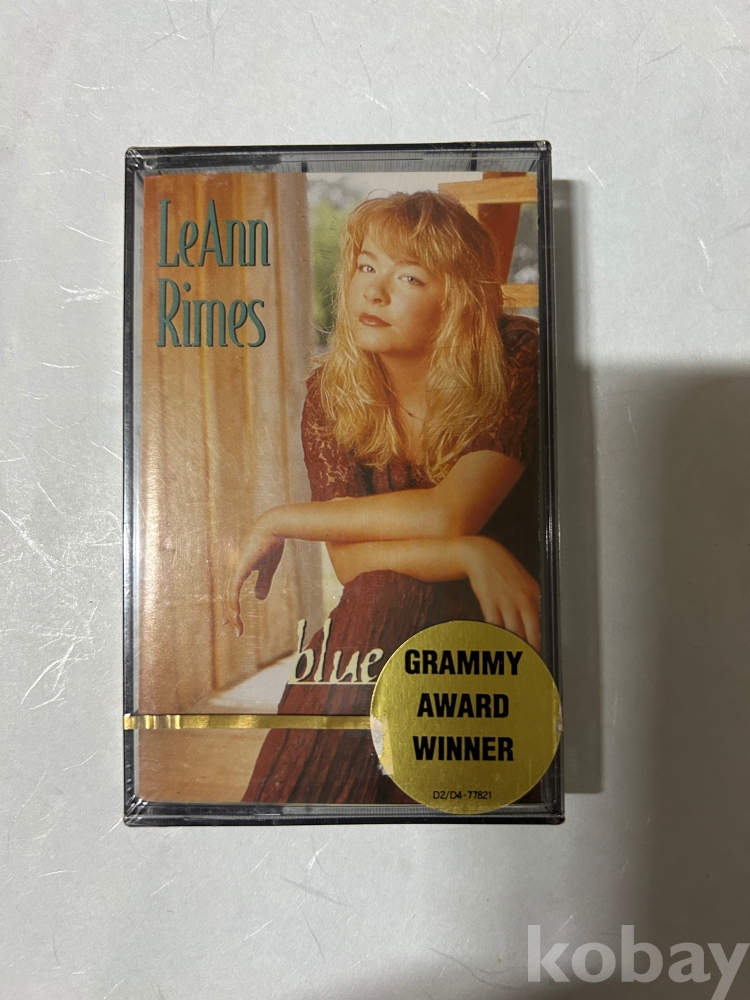 LeAnn
Rimes
blue
GRAMMY
AWARD
WINNER
D2/D4-77821
kobay